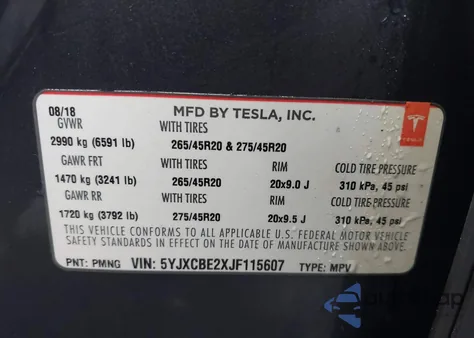 08/18 MFD BY TESLA, INC.
GVWR WITH TIRES
2990 kg (6591 lb) 265/45R20 & 275/45R20
TESLA
GAWR FRT WITH TIRES RIM COLD TIRE PRESSURE
1470 kg (3241 lb) 265/45R20 20x9.0 J 310 kPa, 45 psi
GAWR RR WITH TIRES RIM COLD TIRE PRESSURE
1720 kg (3792 lb) 275/45R20 20x9.5 J 310 kPa, 45 psi
THIS VEHICLE CONFORMS TO ALL APPLICABLE U.S. FEDERAL MOTOR VEHICLE
SAFETY STANDARDS IN EFFECT ON THE DATE OF MANUFACTURE SHOWN ABOVE.
PNT: PMNG VIN: 5YJXCBE2XJF115607 TYPE: MPV